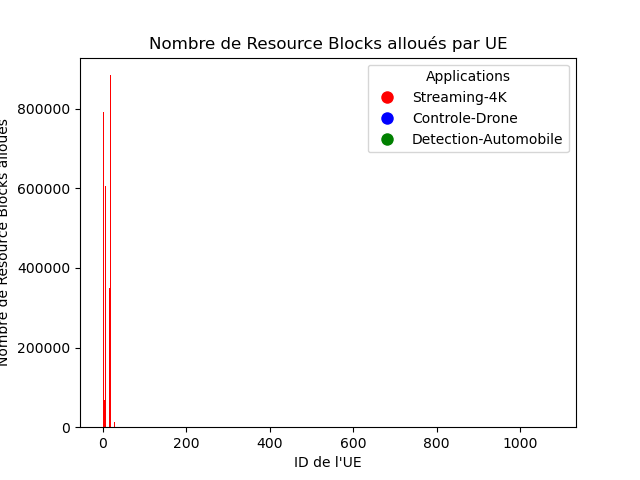 Nombre de Resource Blocks alloués par UE
Applications
Streaming-4K
Controle-Drone
Detection-Automobile
Nombre de Resource Blocks alloués
800000
600000
400000
200000
0
0 200 400 600 800 1000
ID de l'UE